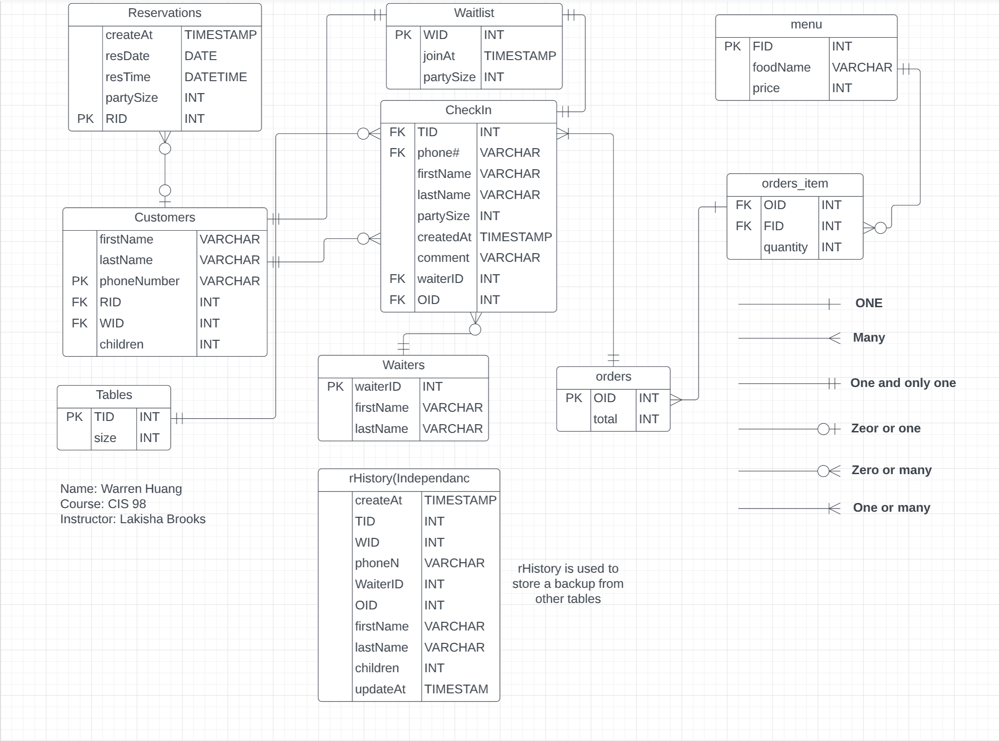 Reservations
createAt TIMESTAMP
resDate DATE
resTime DATETIME
partySize INT
PK RID INT
Waitlist
PK WID INT
joinAt TIMESTAMP
partySize INT
menu
PK FID INT
foodName VARCHAR
price INT
CheckIn
FK TID INT
FK phone# VARCHAR
firstName VARCHAR
lastName VARCHAR
partySize INT
createdAt TIMESTAMP
comment VARCHAR
FK waiterID INT
FK OID INT
orders_item
FK OID INT
FK FID INT
quantity INT
Customers
firstName VARCHAR
lastName VARCHAR
PK phoneNumber VARCHAR
FK RID INT
FK WID INT
children INT
ONE
Many
One and only one
Zeor or one
Zero or many
One or many
Waiters
PK waiterID INT
firstName VARCHAR
lastName VARCHAR
orders
PK OID INT
total INT
Tables
PK TID INT
size INT
Name: Warren Huang
Course: CIS 98
Instructor: Lakisha Brooks
rHistory(Independanc
createAt TIMESTAMP
TID INT
WID INT
phoneN VARCHAR
WaiterID INT
OID INT
firstName VARCHAR
lastName VARCHAR
children INT
updateAt TIMESTAM
rHistory is used to
store a backup from
other tables